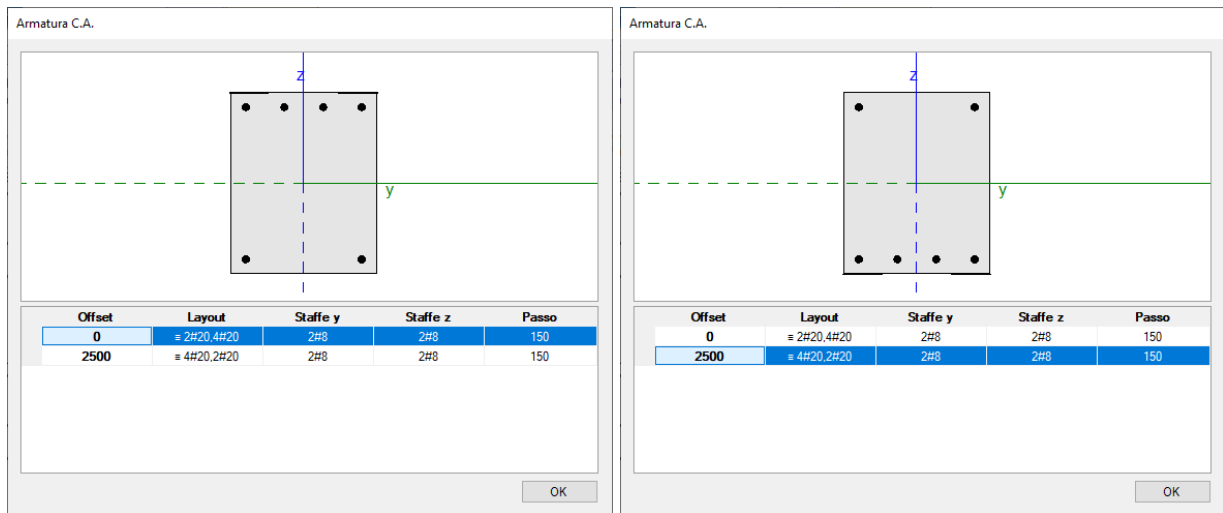 Armatura C.A.
z
y
Offset Layout Staffe y Staffe z Passo
0 ≡ 2#20,4#20 2#8 2#8 150
2500 ≡ 4#20,2#20 2#8 2#8 150
OK
Armatura C.A.
z
y
Offset Layout Staffe y Staffe z Passo
0 ≡ 2#20,4#20 2#8 2#8 150
2500 ≡ 4#20,2#20 2#8 2#8 150
OK